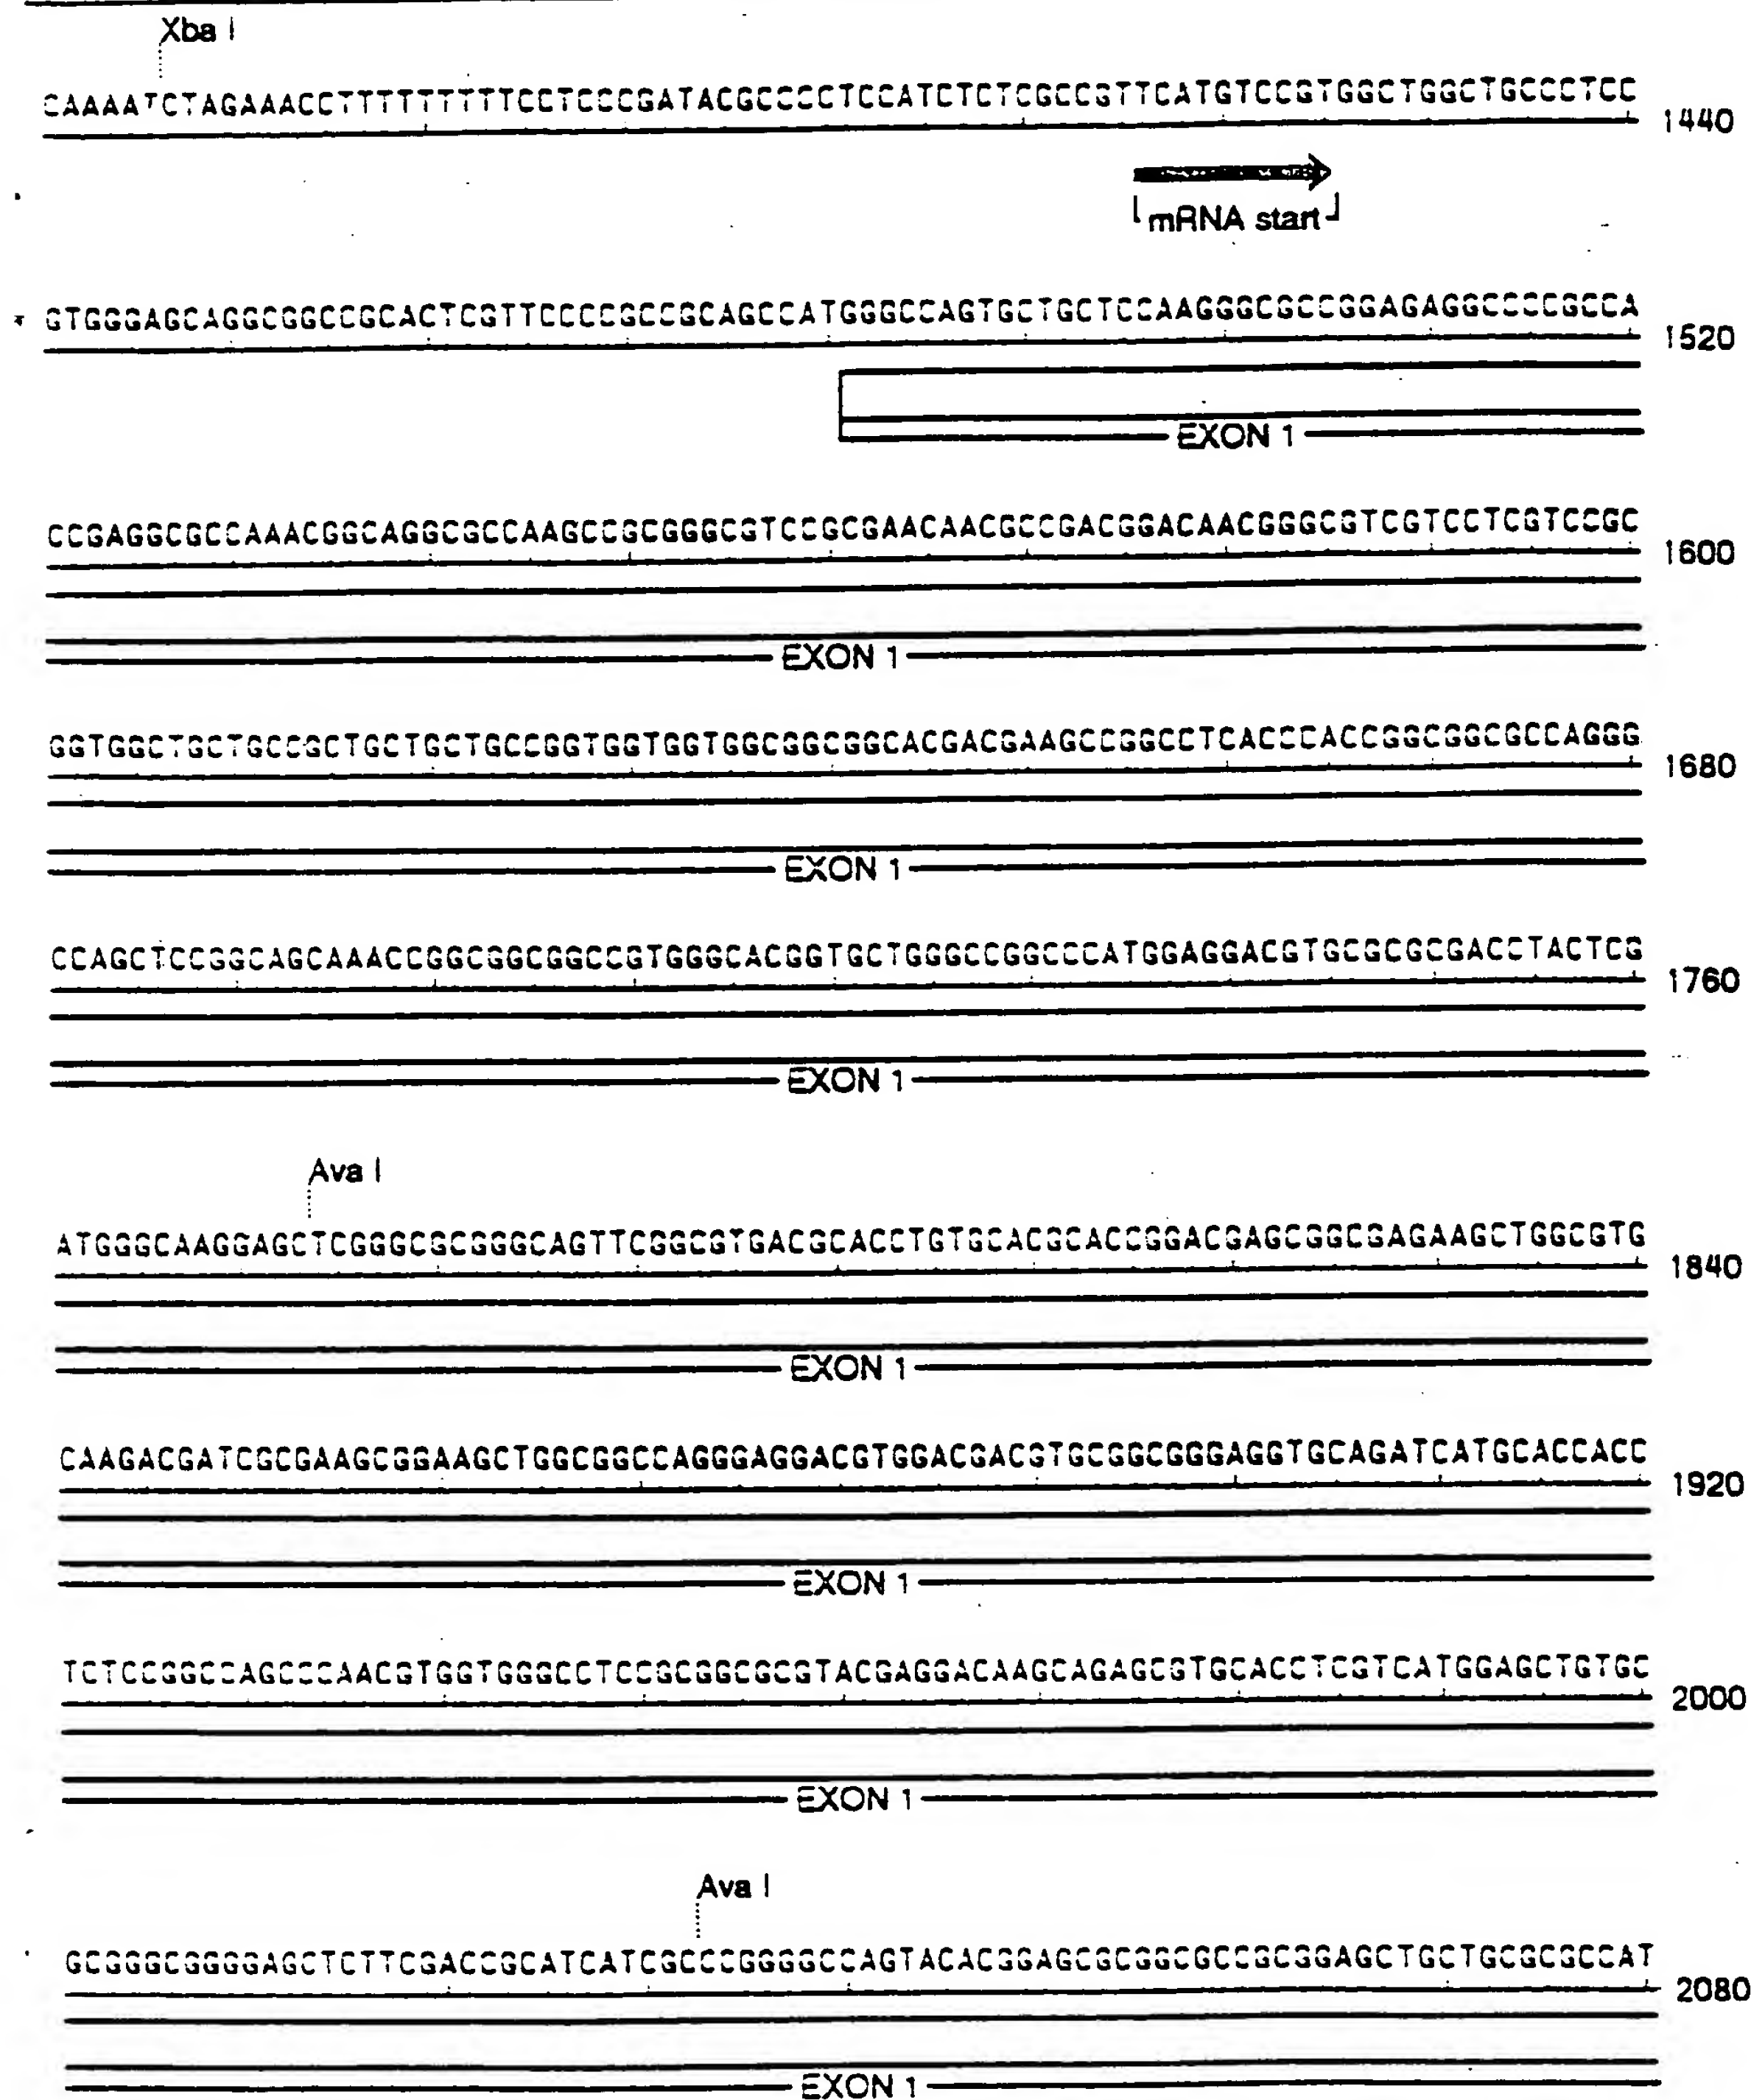 Xba I
CAAAATCTAGAAACCTTTTTTTTTTCCTCCCGATACGCCCCTCCATCTCTCGCCGTTCATGTCCGTGGCTGGCTGCCCTCC 1440
mRNA start
GTGGGAGCAGGCGGCCGCACTCGTTCCCCGCCGCAGCCATGGGCCAGTGCTGCTCCAAGGGCGCCGGAGAGGCCCCGCCA 1520
EXON 1
CCGAGGCGCCAAACGGCAGGCGCCAAGCCGCGGGCGTCCGCGAACAACGCCGACGGACAACGGGCGTCGTCCTCGTCCGC 1600
EXON 1
GGTGGCTGCTGCCGCTGCTGCTGCCGGTGGTGGTGGCGGCGGCACGACGAAGCCGGCCTCACCCACCGGCGGCGCCAGGG 1680
EXON 1
CCAGCTCCGGCAGCAAACCGGCGGCGGCCGTGGGCACGGTGCTGGGCCGGCCCATGGAGGACGTGCGCGCGACCTACTCG 1760
EXON 1
Ava I
ATGGGCAAGGAGCTCGGGCGCGGGCAGTTCGGCGTGACGCACCTGTGCACGCACCGGACGAGCGGCGAGAAGCTGGCGTG 1840
EXON 1
CAAGACGATCGCGAAGCGGAAGCTGGCGGCCAGGGAGGACGTGGACGACGTGCGGCGGGAGGTGCAGATCATGCACCACC 1920
EXON 1
TCTCCGGCCAGCCCAACGTGGTGGGCCTCCGCGGCGCGTACGAGGACAAGCAGAGCGTGCACCTCGTCATGGAGCTGTGC 2000
EXON 1
Ava I
GCGGGCGGGGAGCTCTTCGACCGCATCATCGCCCGGGGCCAGTACACGGAGCGCGGCGCCGCGGAGCTGCTGCGCGCCAT 2080
EXON 1